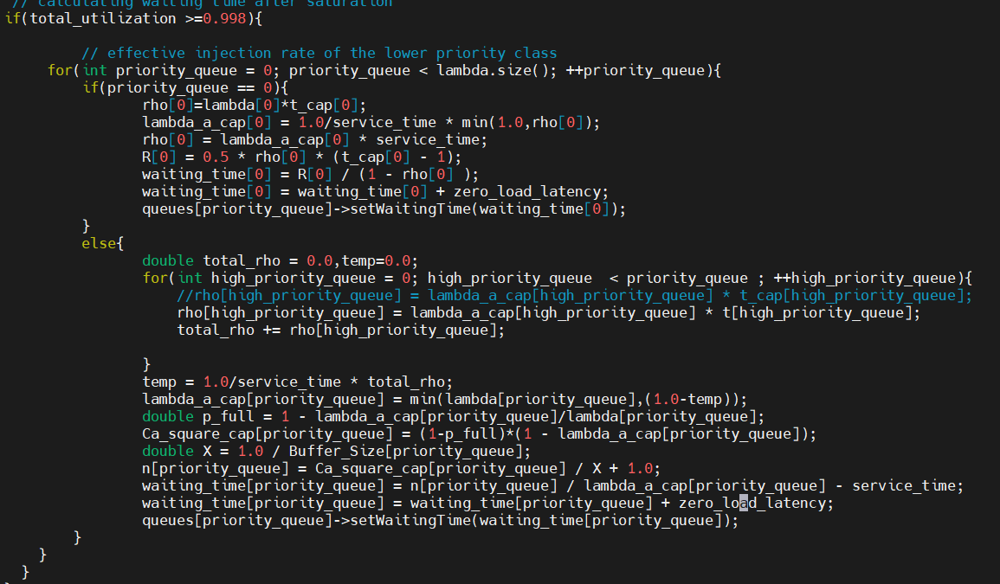 // calculating waiting time after saturation
if(total_utilization >=0.998){
// effective injection rate of the lower priority class
for(int priority_queue = 0; priority_queue < lambda.size(); ++priority_queue){
if(priority_queue == 0){
rho[0]=lambda[0]*t_cap[0];
lambda_a_cap[0] = 1.0/service_time * min(1.0,rho[0]);
rho[0] = lambda_a_cap[0] * service_time;
R[0] = 0.5 * rho[0] * (t_cap[0] - 1);
waiting_time[0] = R[0] / (1 - rho[0] );
waiting_time[0] = waiting_time[0] + zero_load_latency;
queues[priority_queue]->setWaitingTime(waiting_time[0]);
}
else{
double total_rho = 0.0,temp=0.0;
for(int high_priority_queue = 0; high_priority_queue  < priority_queue ; ++high_priority_queue){
//rho[high_priority_queue] = lambda_a_cap[high_priority_queue] * t_cap[high_priority_queue];
rho[high_priority_queue] = lambda_a_cap[high_priority_queue] * t[high_priority_queue];
total_rho += rho[high_priority_queue];
}
temp = 1.0/service_time * total_rho;
lambda_a_cap[priority_queue] = min(lambda[priority_queue],(1.0-temp));
double p_full = 1 - lambda_a_cap[priority_queue]/lambda[priority_queue];
Ca_square_cap[priority_queue] = (1-p_full)*(1 - lambda_a_cap[priority_queue]);
double X = 1.0 / Buffer_Size[priority_queue];
n[priority_queue] = Ca_square_cap[priority_queue] / X + 1.0;
waiting_time[priority_queue] = n[priority_queue] / lambda_a_cap[priority_queue] - service_time;
waiting_time[priority_queue] = waiting_time[priority_queue] + zero_load_latency;
queues[priority_queue]->setWaitingTime(waiting_time[priority_queue]);
}
}
}